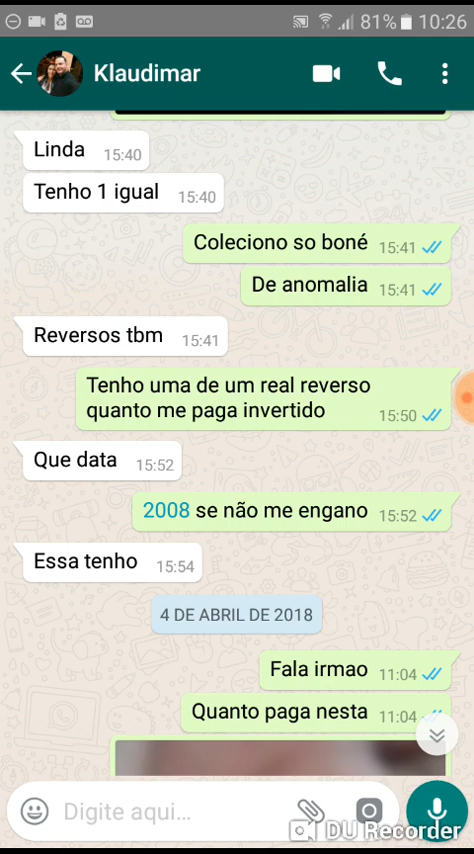 81% 10:26
Klaudimar
Linda 15:40
Tenho 1 igual 15:40
Coleciono so boné 15:41
De anomalia 15:41
Reversos tbm 15:41
Tenho uma de um real reverso
quanto me paga invertido 15:50
Que data 15:52
2008 se não me engano 15:52
Essa tenho 15:54
4 DE ABRIL DE 2018
Fala irmao 11:04
Quanto paga nesta 11:04
Digite aqui...
DU Recorder